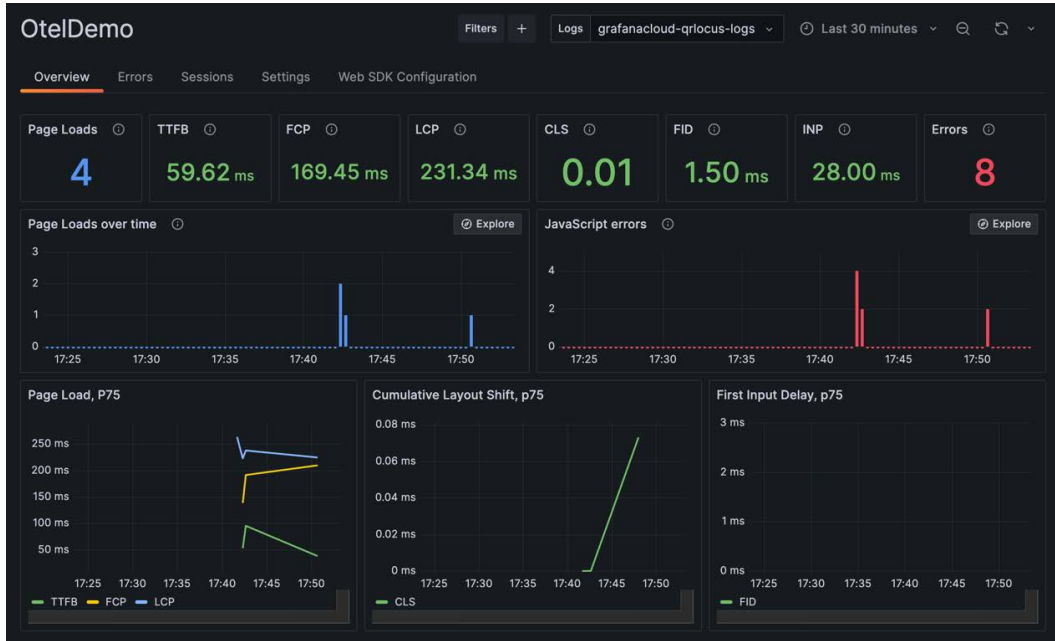 OtelDemo
Filters +
Logs grafanacloud-qrlocus-logs
Last 30 minutes
Overview Errors Sessions Settings Web SDK Configuration
Page Loads TTFB FCP LCP CLS FID INP Errors
4 59.62 ms 169.45 ms 231.34 ms 0.01 1.50 ms 28.00 ms 8
Page Loads over time Explore
3
2
1
0
17:25 17:30 17:35 17:40 17:45 17:50
JavaScript errors Explore
4
2
0
17:25 17:30 17:35 17:40 17:45 17:50
Page Load, P75
250 ms
200 ms
150 ms
100 ms
50 ms
17:25 17:30 17:35 17:40 17:45 17:50
TTFB FCP LCP
Cumulative Layout Shift, p75
0.08 ms
0.06 ms
0.04 ms
0.02 ms
0 ms
17:25 17:30 17:35 17:40 17:45 17:50
CLS
First Input Delay, p75
3 ms
2 ms
1 ms
0 ms
17:25 17:30 17:35 17:40 17:45 17:50
FID